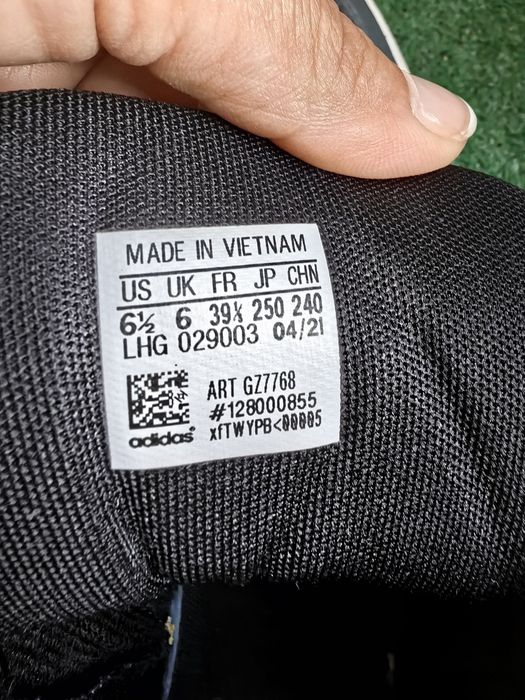 MADE IN VIETNAM
US UK FR JP CHN
6½ 6 39⅓ 250 240
LHG 029003 04/21
ART GZ7768
#128000855
xfTWYPB<00005
adidas